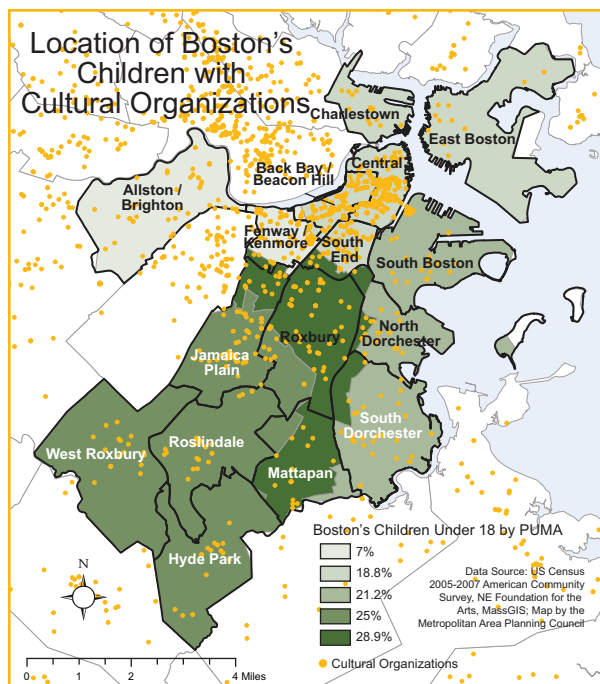 Location of Boston's
Children with
Cultural Organizations
Charlestown
East Boston
Central
Back Bay /
Beacon Hill
Allston /
Brighton
Fenway /
Kenmore
South
End
South Boston
Roxbury
North
Dorchester
Jamaica
Plain
South
Dorchester
West Roxbury
Roslindale
Mattapan
Hyde Park
Boston's Children Under 18 by PUMA
7%
18.8%
21.2%
25%
28.9%
Cultural Organizations
Data Source: US Census
2005-2007 American Community
Survey, NE Foundation for the
Arts, MassGIS; Map by the
Metropolitan Area Planning Council
N
0 1 2 4 Miles